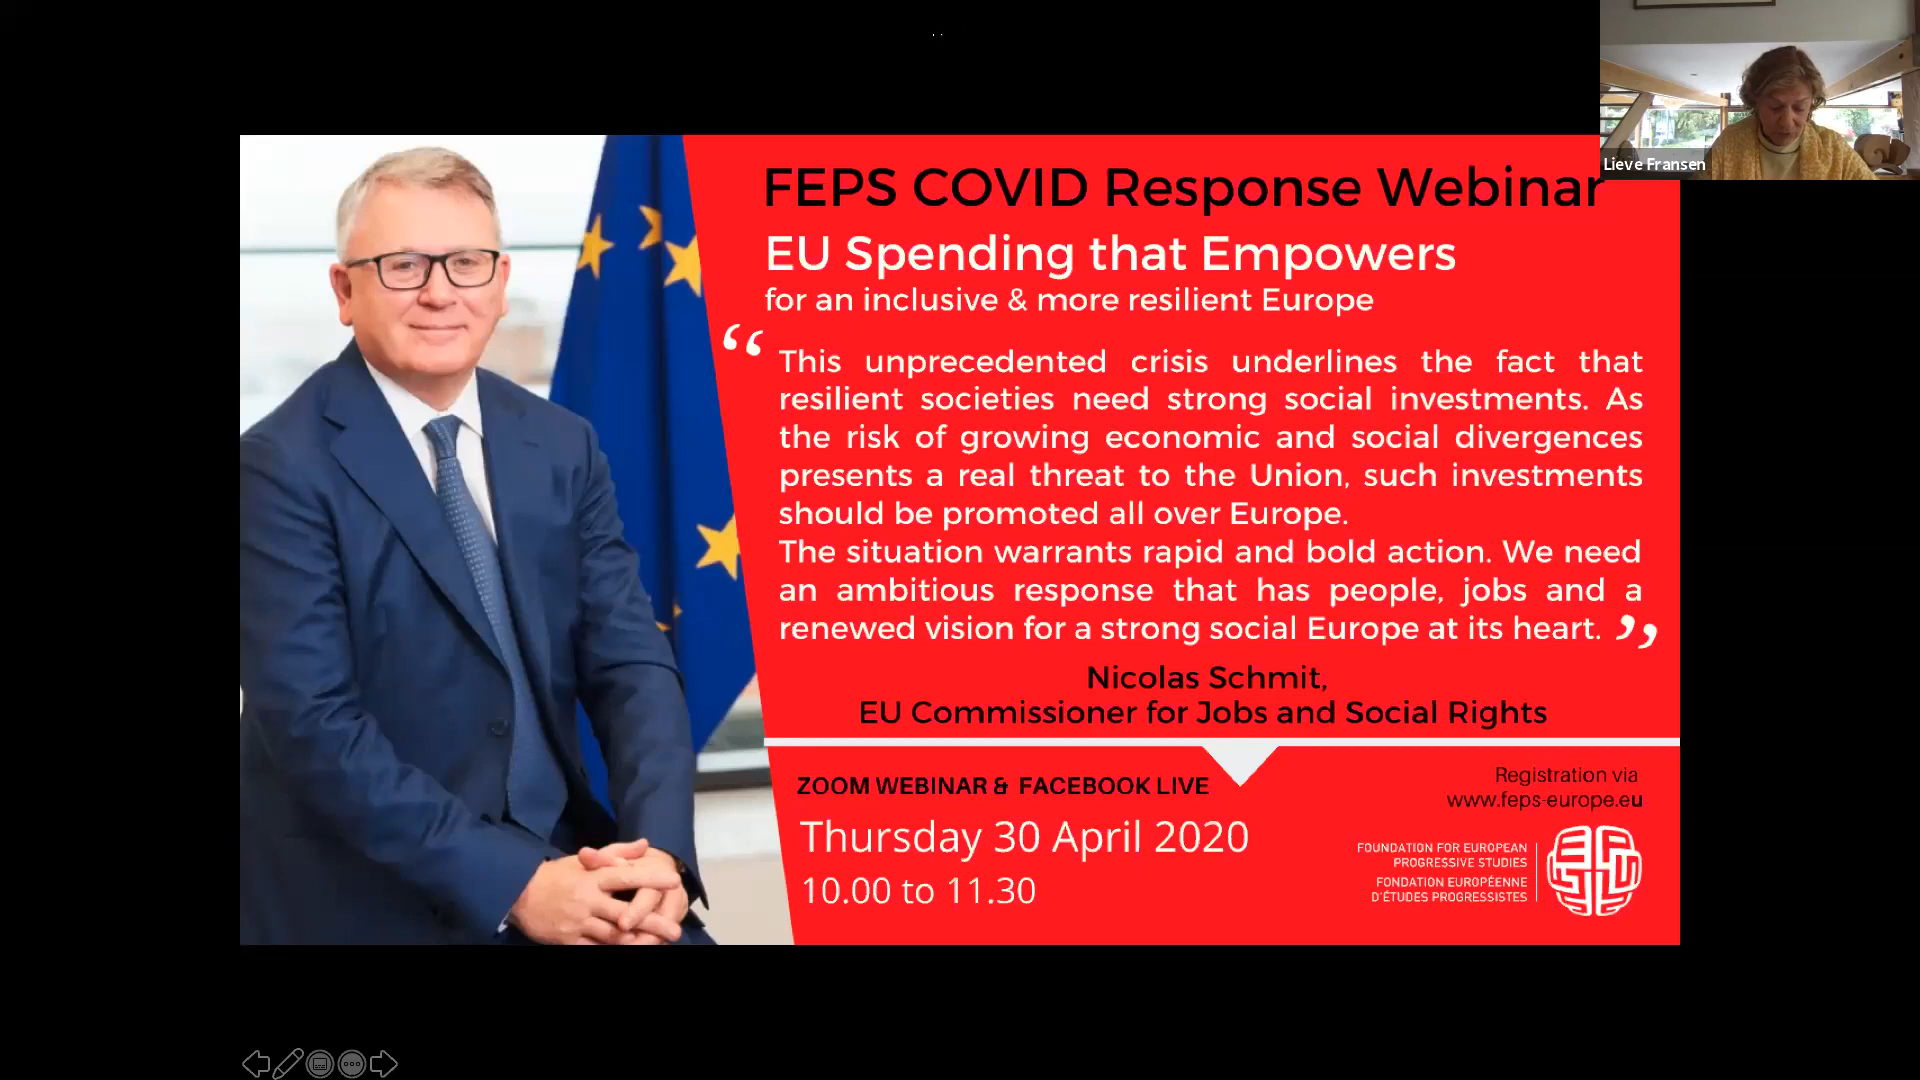 Lieve Fransen
FEPS COVID Response Webinar
EU Spending that Empowers
for an inclusive & more resilient Europe
“ This unprecedented crisis underlines the fact that
resilient societies need strong social investments. As
the risk of growing economic and social divergences
presents a real threat to the Union, such investments
should be promoted all over Europe.
The situation warrants rapid and bold action. We need
an ambitious response that has people, jobs and a
renewed vision for a strong social Europe at its heart. ”
Nicolas Schmit,
EU Commissioner for Jobs and Social Rights
ZOOM WEBINAR & FACEBOOK LIVE
Thursday 30 April 2020
10.00 to 11.30
Registration via
www.feps-europe.eu
FOUNDATION FOR EUROPEAN
PROGRESSIVE STUDIES
FONDATION EUROPÉENNE
D'ÉTUDES PROGRESSISTES